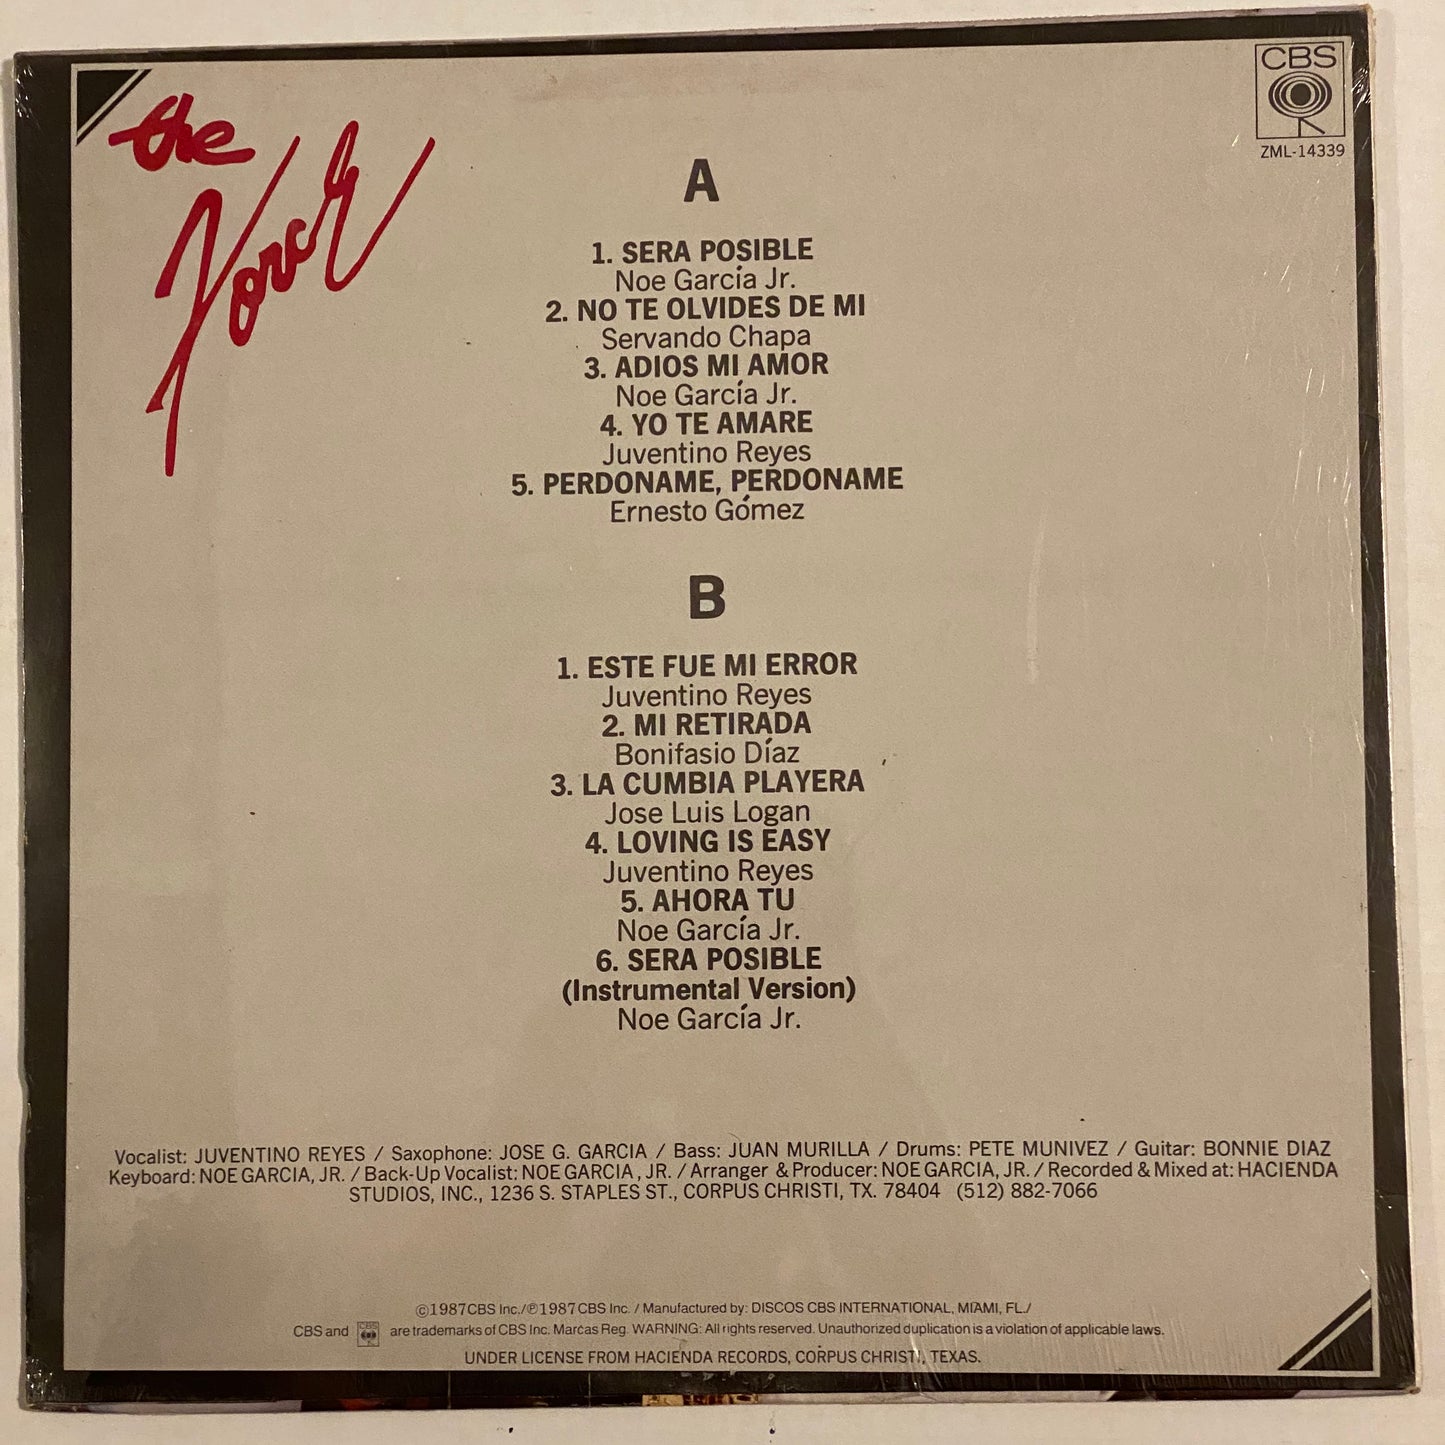 the
Force
CBS
ZML-14339
A
1. SERA POSIBLE
Noe García Jr.
2. NO TE OLVIDES DE MI
Servando Chapa
3. ADIOS MI AMOR
Noe García Jr.
4. YO TE AMARE
Juventino Reyes
5. PERDONAME, PERDONAME
Ernesto Gómez
B
1. ESTE FUE MI ERROR
Juventino Reyes
2. MI RETIRADA
Bonifasio Díaz
3. LA CUMBIA PLAYERA
Jose Luis Logan
4. LOVING IS EASY
Juventino Reyes
5. AHORA TU
Noe García Jr.
6. SERA POSIBLE
(Instrumental Version)
Noe García Jr.
Vocalist: JUVENTINO REYES / Saxophone: JOSE G. GARCIA / Bass: JUAN MURILLA / Drums: PETE MUNIVEZ / Guitar: BONNIE DIAZ
Keyboard: NOE GARCIA, JR. / Back-Up Vocalist: NOE GARCIA, JR. / Arranger & Producer: NOE GARCIA, JR. / Recorded & Mixed at: HACIENDA
STUDIOS, INC., 1236 S. STAPLES ST., CORPUS CHRISTI, TX. 78404 (512) 882-7066
©1987 CBS Inc./℗1987 CBS Inc. / Manufactured by: DISCOS CBS INTERNATIONAL, MIAMI, FL./
CBS and CBS are trademarks of CBS Inc. Marcas Reg. WARNING: All rights reserved. Unauthorized duplication is a violation of applicable laws.
UNDER LICENSE FROM HACIENDA RECORDS, CORPUS CHRISTI, TEXAS.